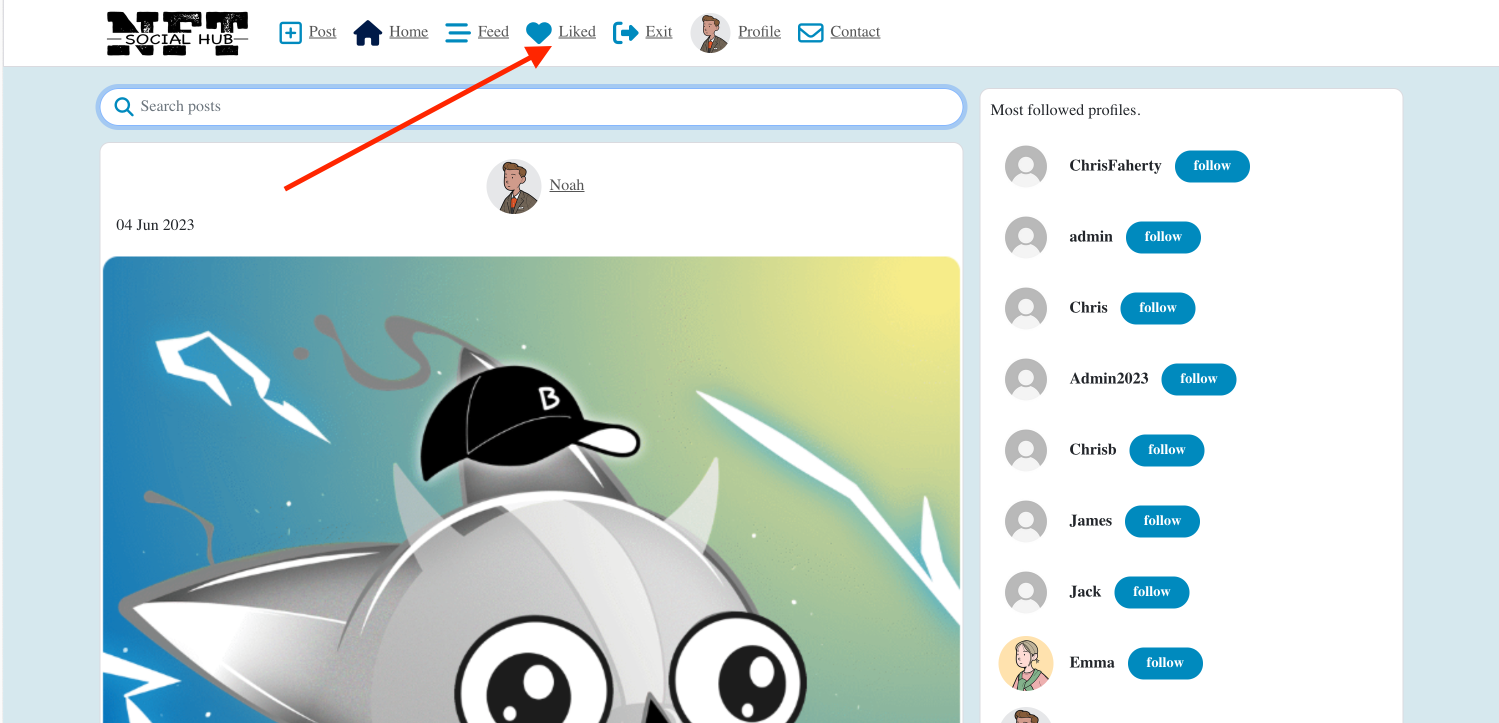 NFT
SOCIAL HUB
Post Home Feed Liked Exit Profile Contact
Search posts
Noah
04 Jun 2023
B
Most followed profiles.
ChrisFaherty follow
admin follow
Chris follow
Admin2023 follow
Chrisb follow
James follow
Jack follow
Emma follow